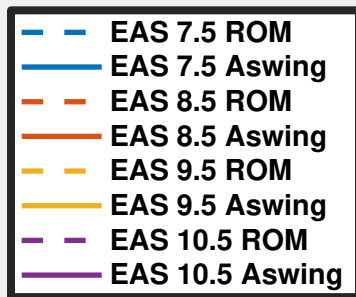 EAS 7.5 ROM
EAS 7.5 Aswing
EAS 8.5 ROM
EAS 8.5 Aswing
EAS 9.5 ROM
EAS 9.5 Aswing
EAS 10.5 ROM
EAS 10.5 Aswing